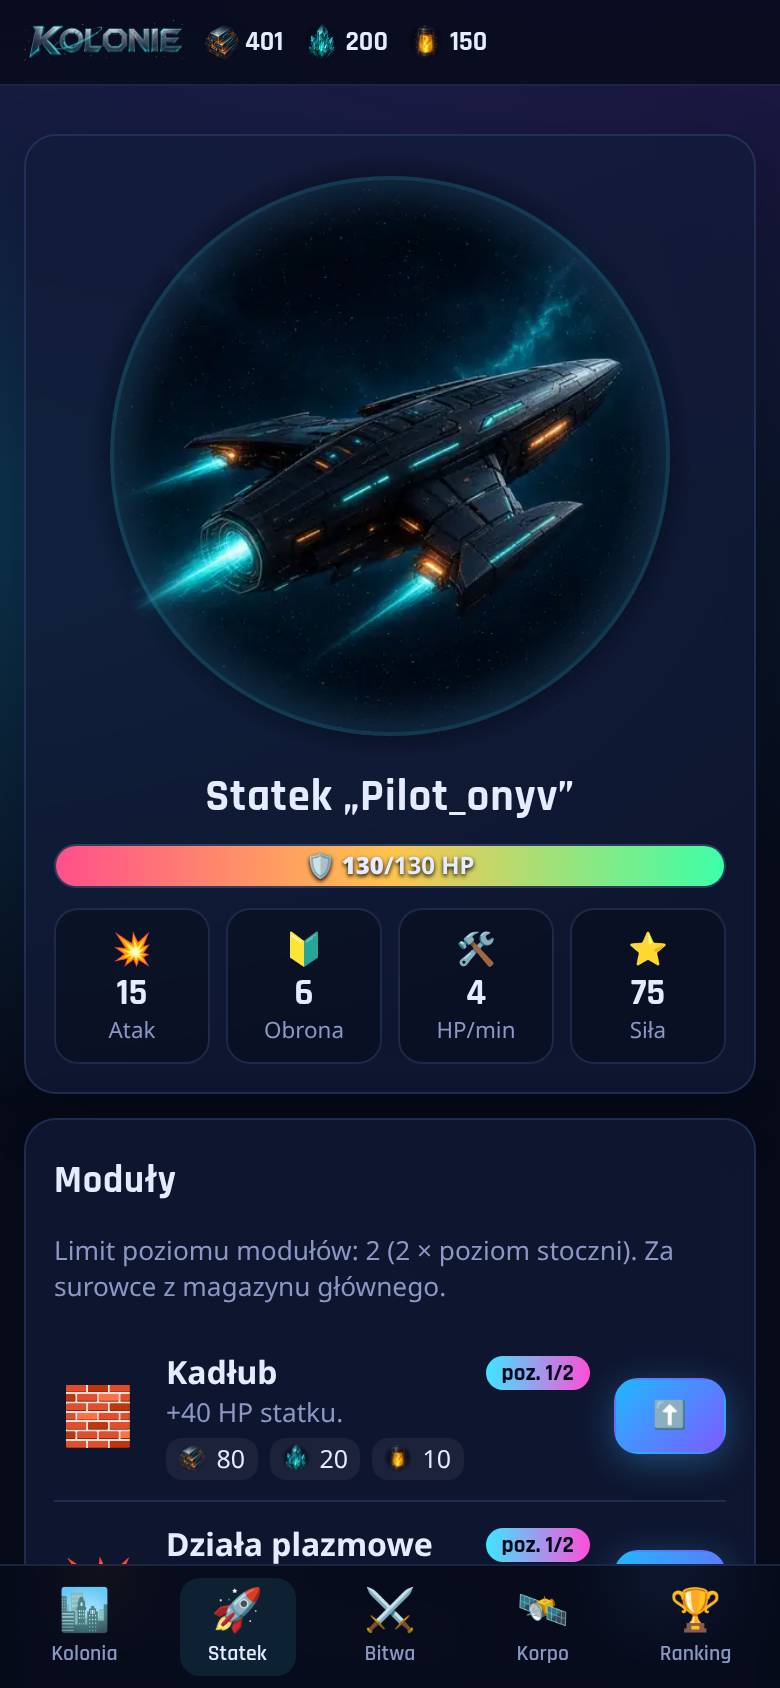 KOLONIE 401 200 150
Statek „Pilot_onyv”
130/130 HP
15 6 4 75
Atak Obrona HP/min Siła
Moduły
Limit poziomu modułów: 2 (2 × poziom stoczni). Za
surowce z magazynu głównego.
Kadłub poz. 1/2
+40 HP statku.
80 20 10
Działa plazmowe poz. 1/2
Kolonia Statek Bitwa Korpo Ranking